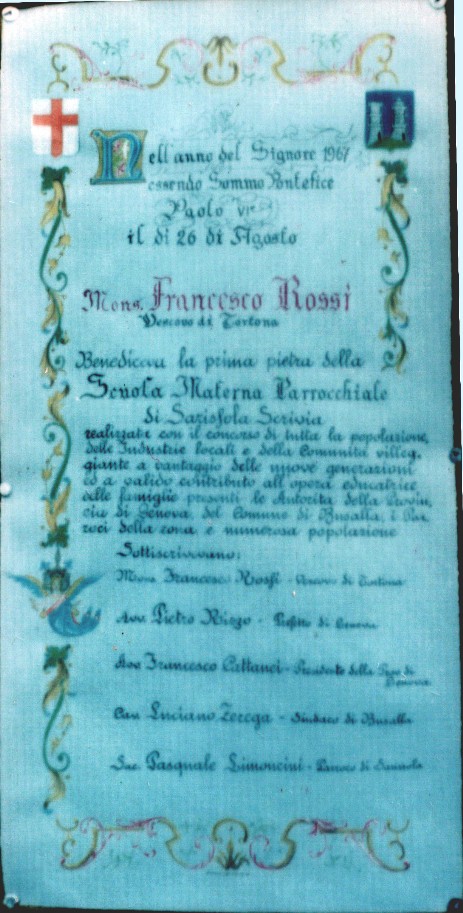 Nell'anno del Signore 1967
essendo Sommo Pontefice
Paolo VI
il dì 26 di Agosto
Mons. Francesco Rossi
Vescovo di Tortona
Benediceva la prima pietra della
Scuola Materna Parrocchiale
di Sarissola Scrivia
realizzata con il concorso di tutta la popolazione,
delle Industrie locali e della Comunità villeg-
giante a vantaggio delle nuove generazioni
ed a valido contributo all'opera educatrice
delle famiglie presenti le Autorità della Provin-
cia di Genova, del Comune di Busalla, i Par-
roci della zona e numerosa popolazione
Sottoscrivevano:
Mons. Francesco Rossi - Vescovo di Tortona
Avv. Pietro Rizzo - Prefetto di Genova
Avv. Francesco Cattanei - Presidente della Prov. di
Genova
Cav. Luciano Zerega - Sindaco di Busalla
Sac. Pasquale Limoncini - Parroco di